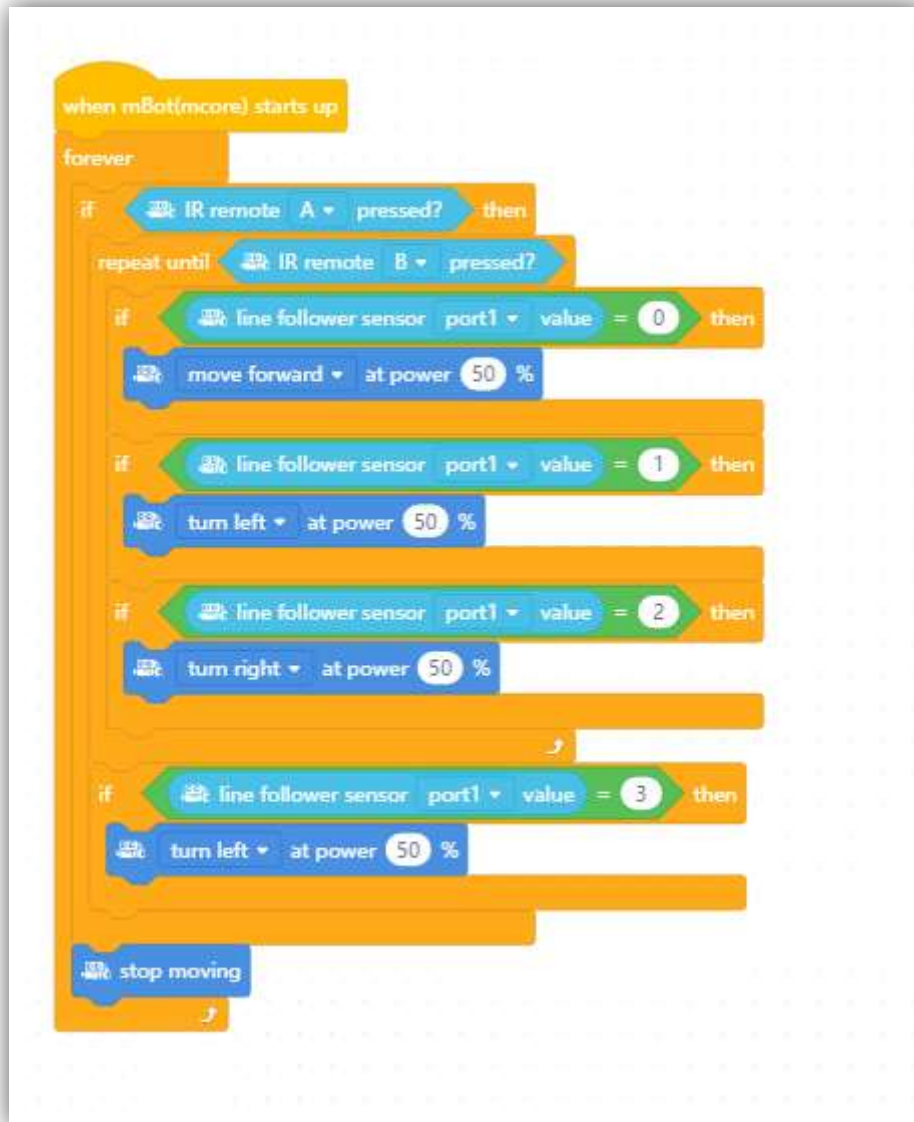 when mBot(mcore) starts up
forever
if IR remote A pressed? then
repeat until IR remote B pressed?
if line follower sensor port1 value = 0 then
move forward at power 50 %
if line follower sensor port1 value = 1 then
turn left at power 50 %
if line follower sensor port1 value = 2 then
turn right at power 50 %
if line follower sensor port1 value = 3 then
turn left at power 50 %
stop moving